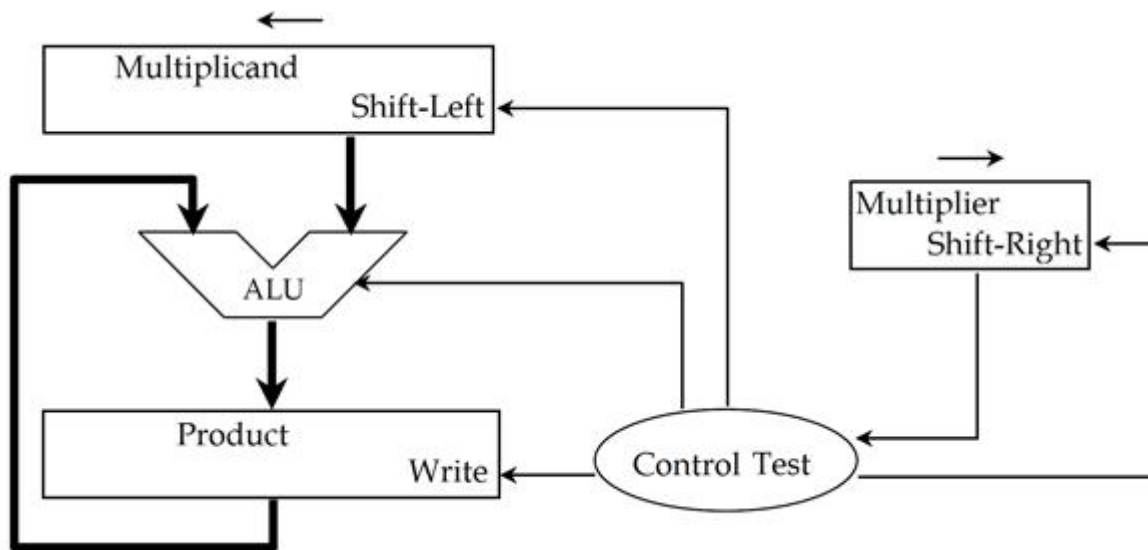 Multiplicand
Shift-Left
Multiplier
Shift-Right
ALU
Product
Write
Control Test